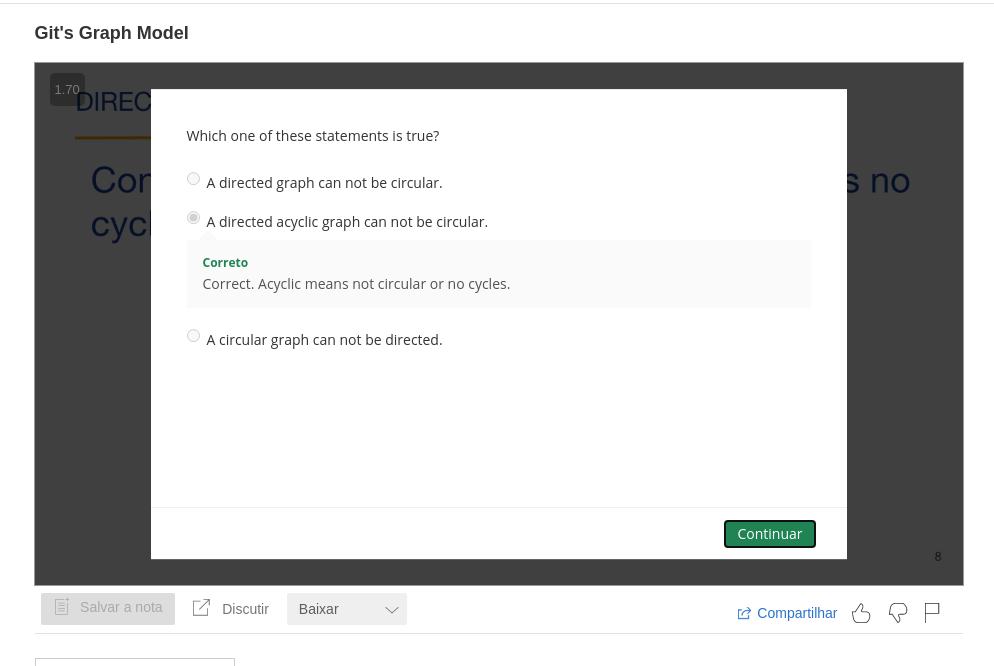 Git's Graph Model
1.70
DIREC
Con
s no
cycl
Which one of these statements is true?
A directed graph can not be circular.
A directed acyclic graph can not be circular.
Correto
Correct. Acyclic means not circular or no cycles.
A circular graph can not be directed.
Continuar
8
Salvar a nota
Discutir
Baixar
Compartilhar